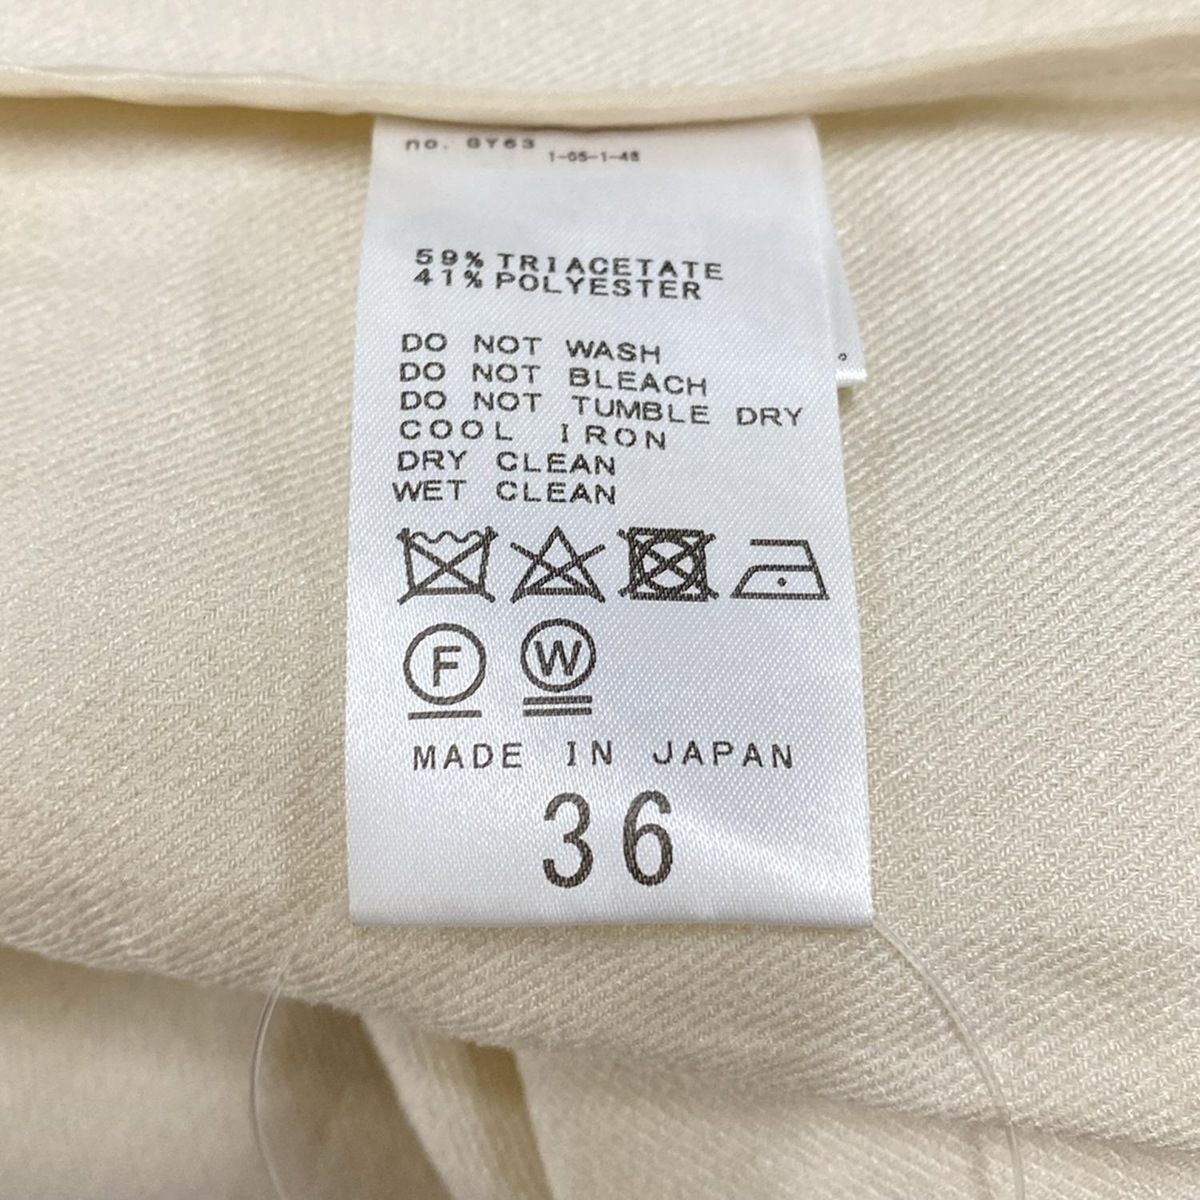 no. GY63
1-05-1-48
59% TRIACETATE
41% POLYESTER
DO NOT WASH
DO NOT BLEACH
DO NOT TUMBLE DRY
COOL IRON
DRY CLEAN
WET CLEAN
F W
MADE IN JAPAN
36